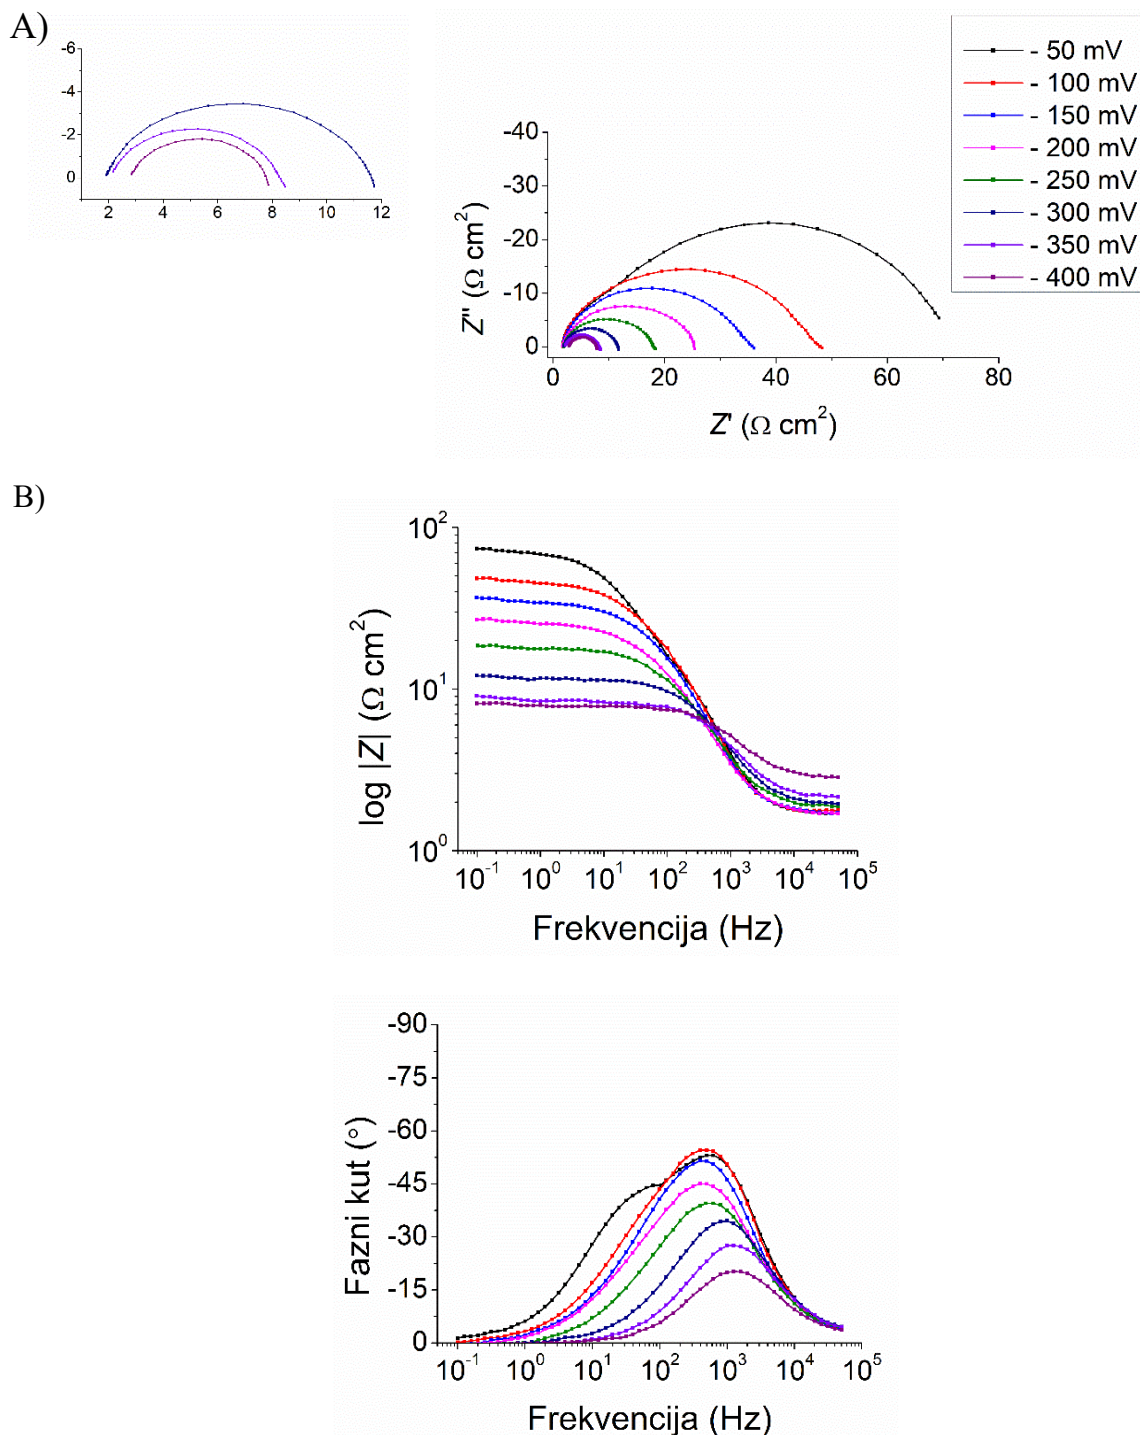 A)
-6
-4
-2
0
2 4 6 8 10 12
- 50 mV
- 100 mV
- 150 mV
- 200 mV
- 250 mV
- 300 mV
- 350 mV
- 400 mV
-40
-30
-20
-10
0
Z'' (Ω cm²)
0 20 40 60 80
Z' (Ω cm²)
B)
10²
10¹
10⁰
log |Z| (Ω cm²)
10⁻¹ 10⁰ 10¹ 10² 10³ 10⁴ 10⁵
Frekvencija (Hz)
-90
-75
-60
-45
-30
-15
0
Fazni kut (°)
10⁻¹ 10⁰ 10¹ 10² 10³ 10⁴ 10⁵
Frekvencija (Hz)